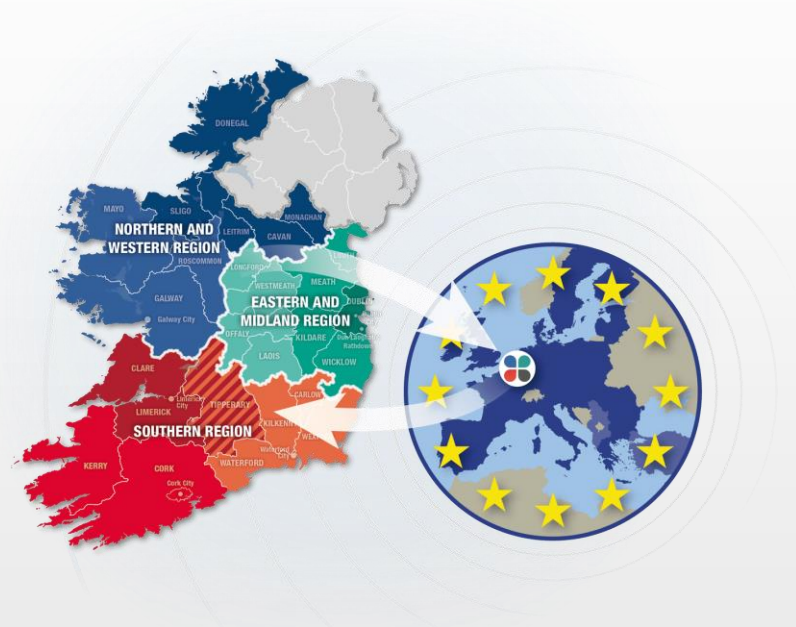 DONEGAL
MAYO
SLIGO
LEITRIM
MONAGHAN
CAVAN
NORTHERN AND
WESTERN REGION
ROSCOMMON
LONGFORD
WESTMEATH
MEATH
GALWAY
Galway City
EASTERN AND
MIDLAND REGION
OFFALY
KILDARE
LAOIS
WICKLOW
CLARE
TIPPERARY
CARLOW
Limerick
City
LIMERICK
SOUTHERN REGION
WATERFORD
Waterford
City
KERRY
CORK
Cork City